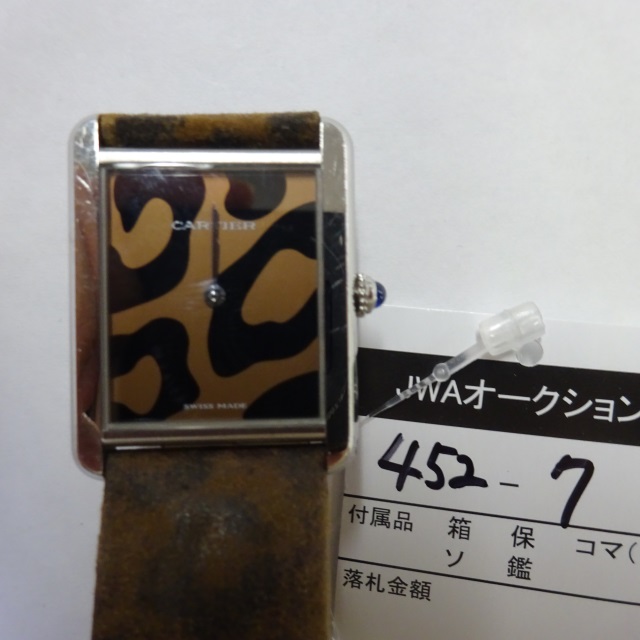 CARTIER
SWISS MADE
JWAオークション
452-7
付属品 箱 保 コマ(
ソ 鑑
落札金額